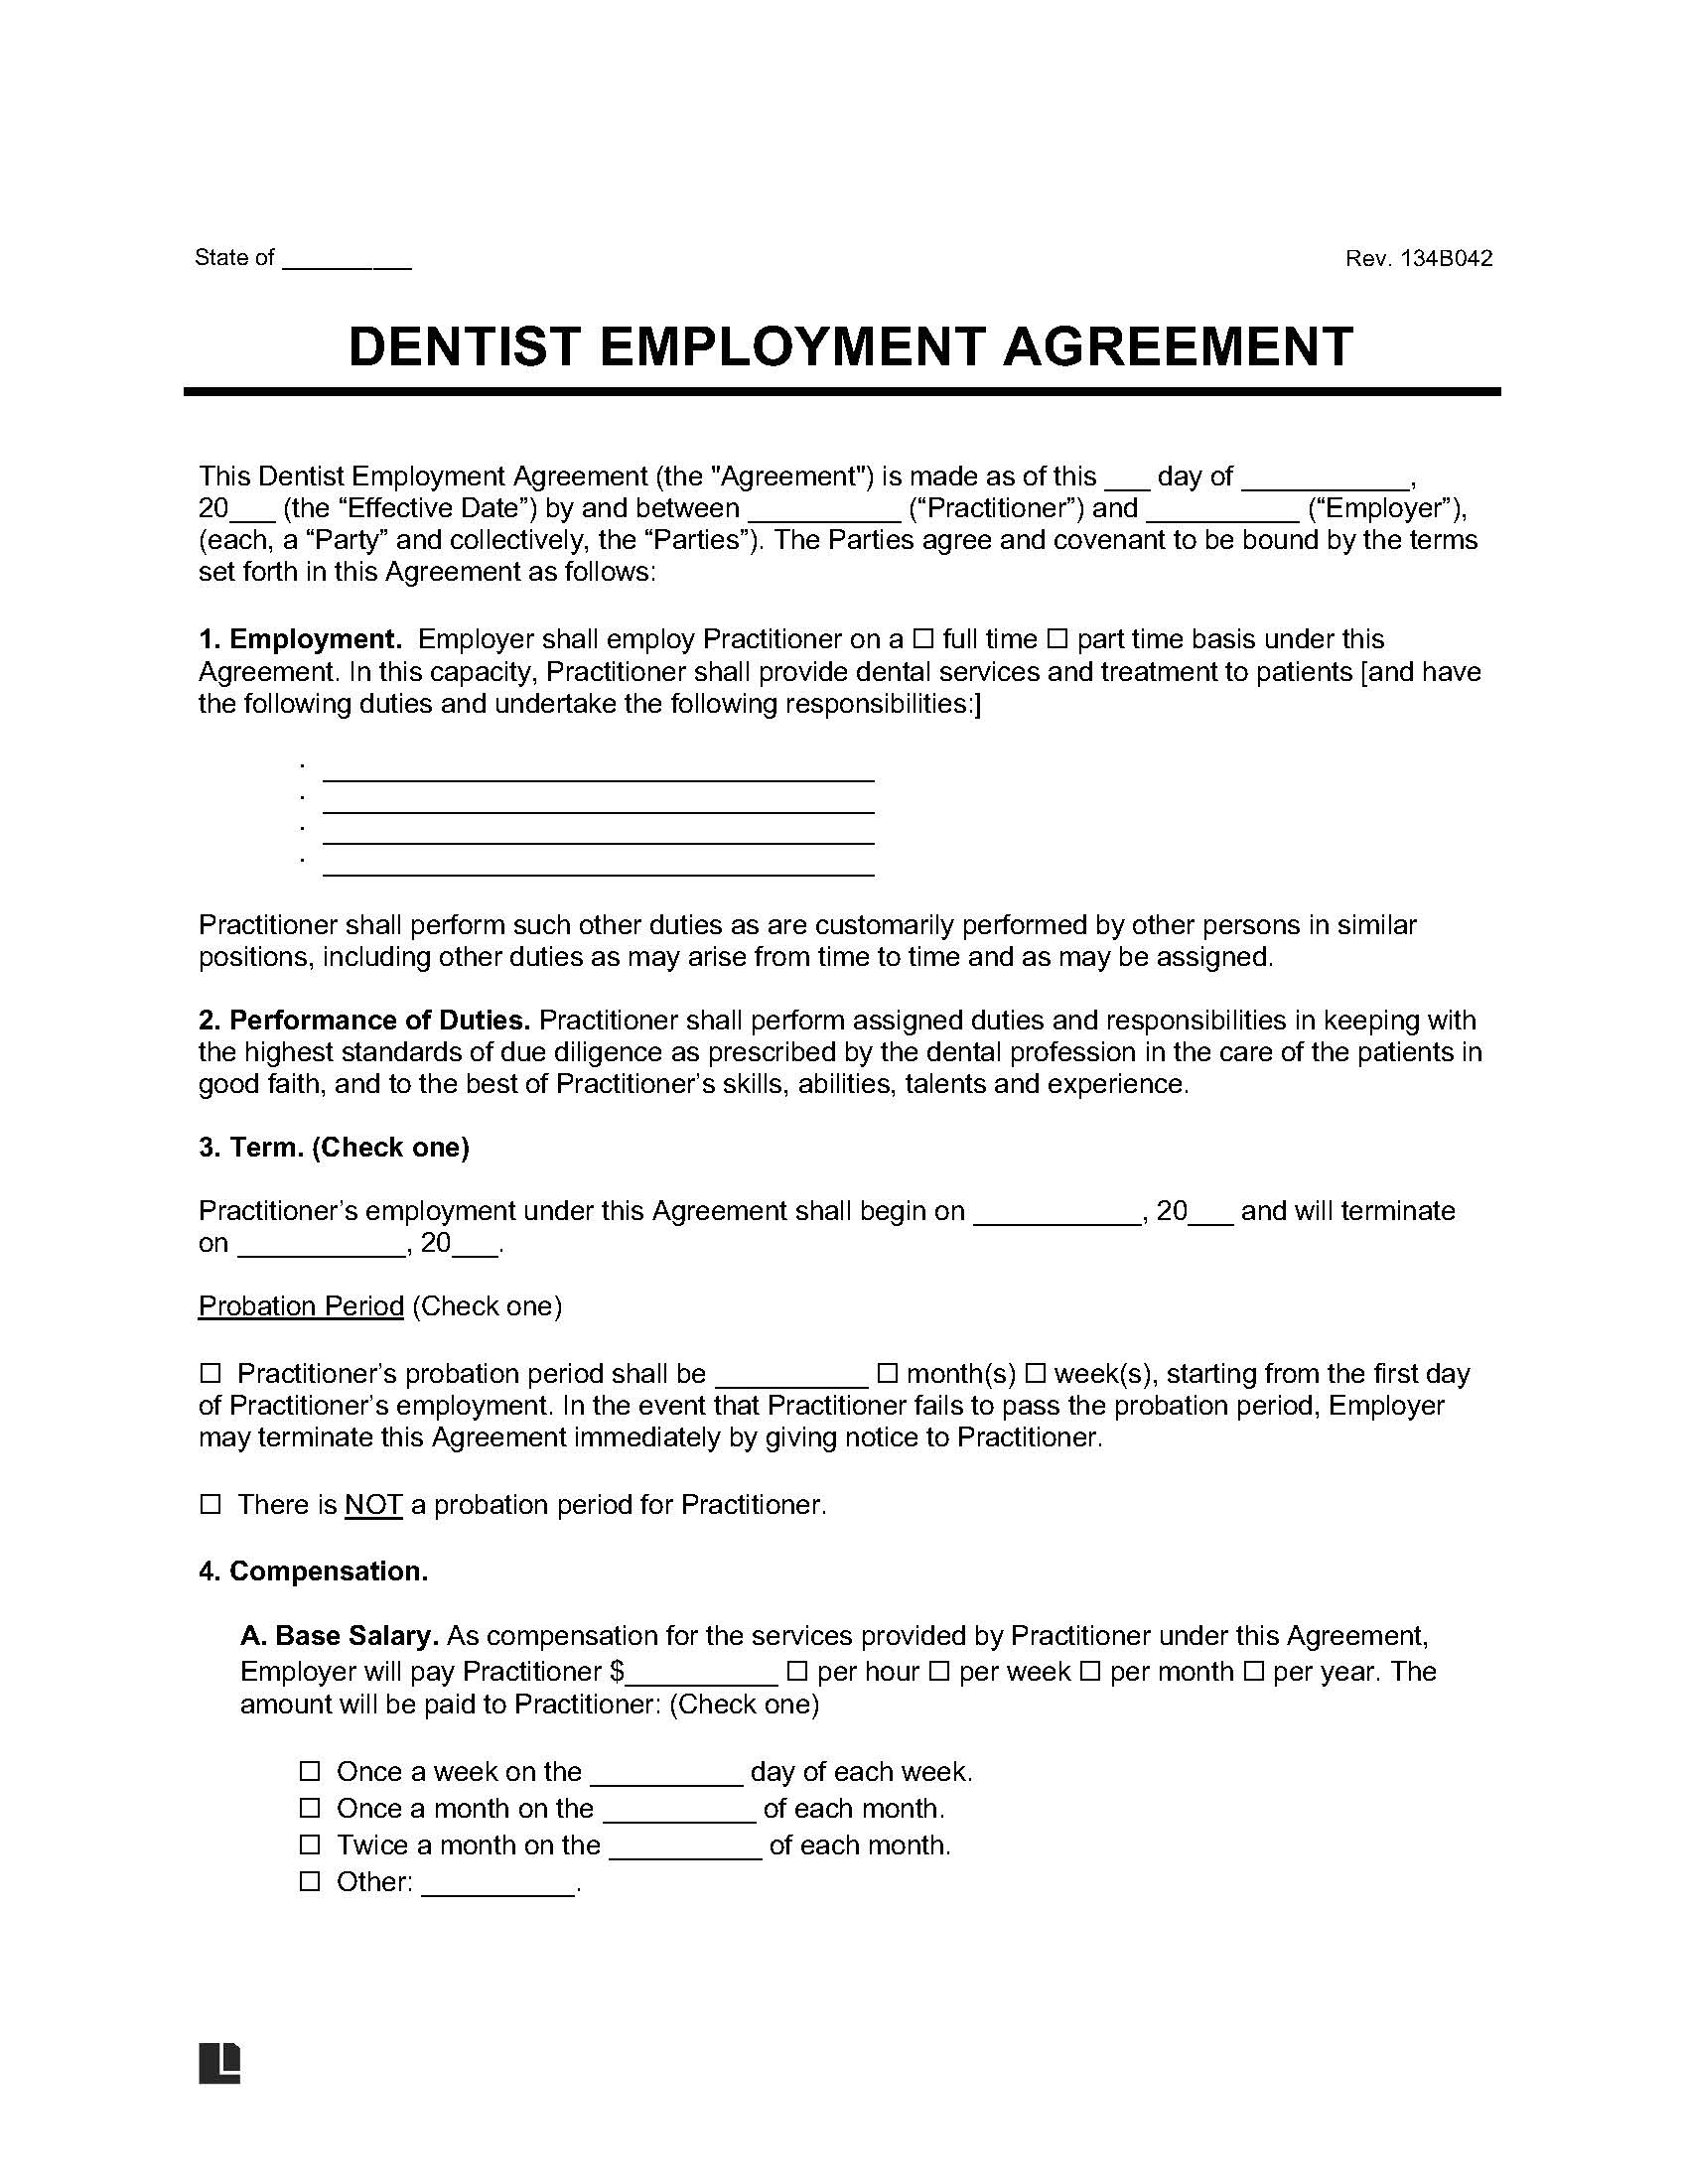 State of __________
Rev. 134B042
DENTIST EMPLOYMENT AGREEMENT
This Dentist Employment Agreement (the "Agreement") is made as of this ___ day of ___________,
20___ (the “Effective Date”) by and between __________ (“Practitioner”) and __________ (“Employer”),
(each, a “Party” and collectively, the “Parties”). The Parties agree and covenant to be bound by the terms
set forth in this Agreement as follows:
1. Employment. Employer shall employ Practitioner on a ☐ full time ☐ part time basis under this
Agreement. In this capacity, Practitioner shall provide dental services and treatment to patients [and have
the following duties and undertake the following responsibilities:]
· ____________________________________
· ____________________________________
· ____________________________________
· ____________________________________
Practitioner shall perform such other duties as are customarily performed by other persons in similar
positions, including other duties as may arise from time to time and as may be assigned.
2. Performance of Duties. Practitioner shall perform assigned duties and responsibilities in keeping with
the highest standards of due diligence as prescribed by the dental profession in the care of the patients in
good faith, and to the best of Practitioner’s skills, abilities, talents and experience.
3. Term. (Check one)
Practitioner’s employment under this Agreement shall begin on ___________, 20___ and will terminate
on ___________, 20___.
Probation Period (Check one)
☐ Practitioner’s probation period shall be __________ ☐ month(s) ☐ week(s), starting from the first day
of Practitioner’s employment. In the event that Practitioner fails to pass the probation period, Employer
may terminate this Agreement immediately by giving notice to Practitioner.
☐ There is NOT a probation period for Practitioner.
4. Compensation.
A. Base Salary. As compensation for the services provided by Practitioner under this Agreement,
Employer will pay Practitioner $__________ ☐ per hour ☐ per week ☐ per month ☐ per year. The
amount will be paid to Practitioner: (Check one)
☐ Once a week on the __________ day of each week.
☐ Once a month on the __________ of each month.
☐ Twice a month on the __________ of each month.
☐ Other: __________.